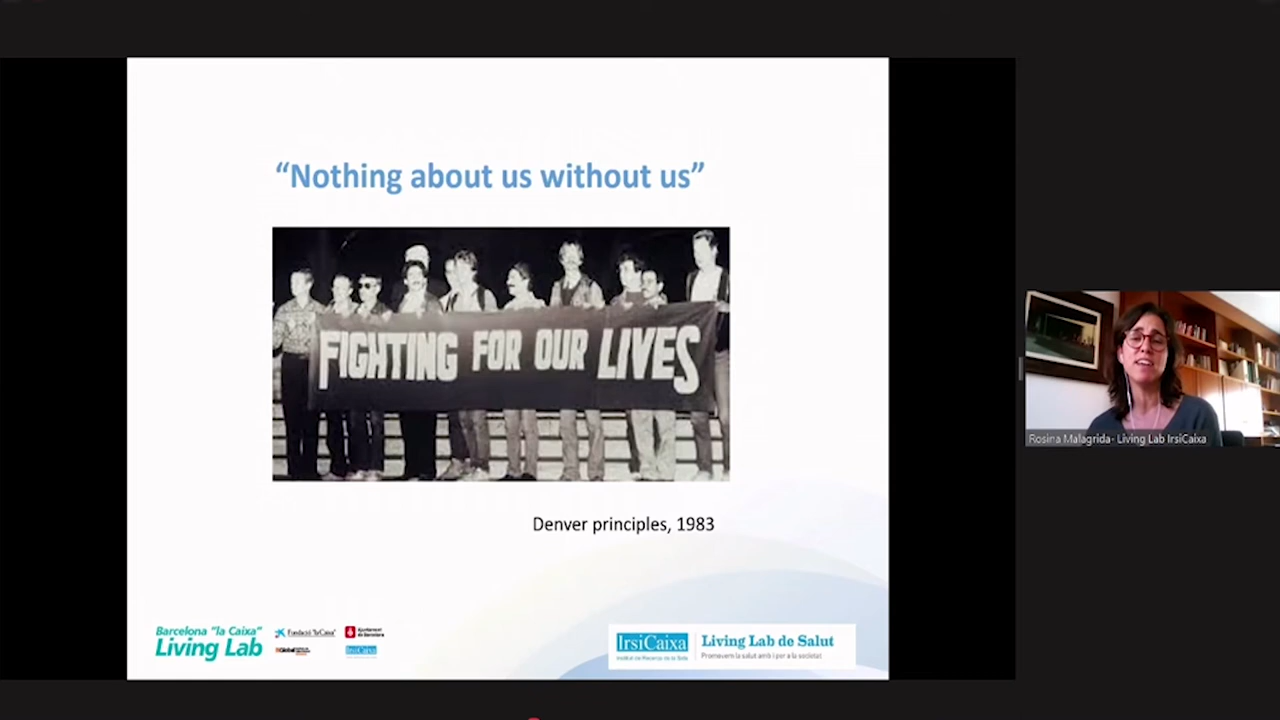 “Nothing about us without us”
FIGHTING FOR OUR LIVES
Denver principles, 1983
Barcelona "la Caixa"
Living Lab
Fundació "la Caixa"
Ajuntament
de Barcelona
ISGlobal
IrsiCaixa
IrsiCaixa
Institut de Recerca de la Sida
Living Lab de Salut
Promovem la salut amb i per a la societat
Rosina Malagrida- Living Lab IrsiCaixa